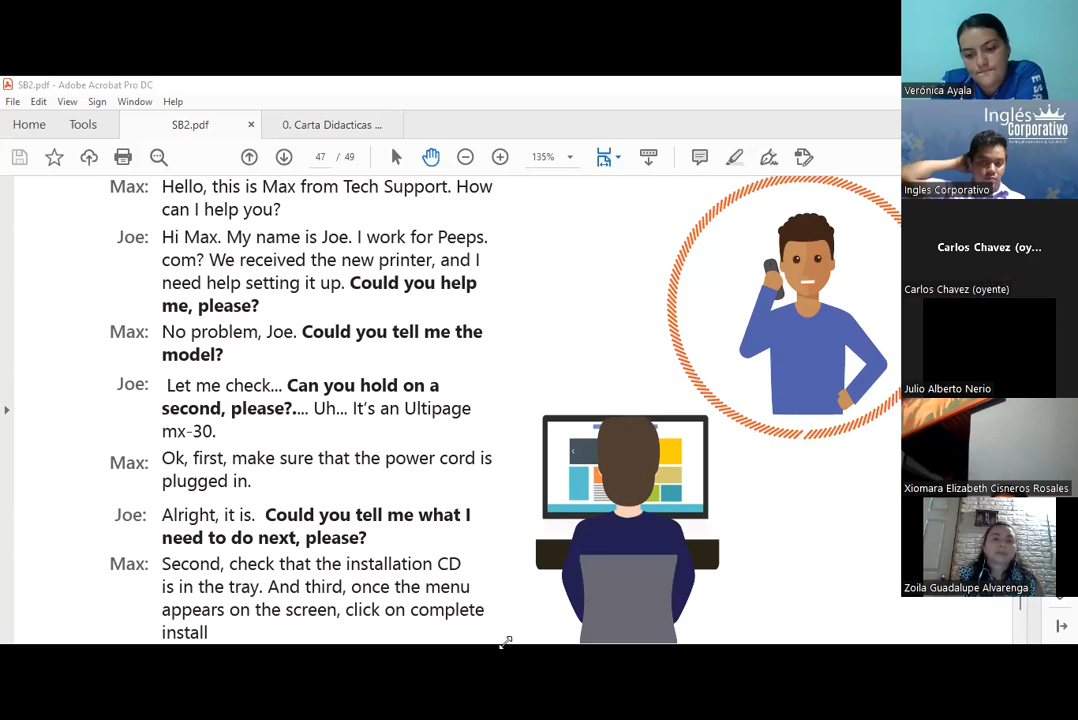 SB2.pdf - Adobe Acrobat Pro DC
File Edit View Sign Window Help
Home Tools SB2.pdf × 0. Carta Didacticas ...
47 / 49 135%
Max: Hello, this is Max from Tech Support. How
can I help you?
Joe: Hi Max. My name is Joe. I work for Peeps.
com? We received the new printer, and I
need help setting it up. Could you help
me, please?
Max: No problem, Joe. Could you tell me the
model?
Joe: Let me check... Can you hold on a
second, please?.... Uh... It's an Ultipage
mx-30.
Max: Ok, first, make sure that the power cord is
plugged in.
Joe: Alright, it is. Could you tell me what I
need to do next, please?
Max: Second, check that the installation CD
is in the tray. And third, once the menu
appears on the screen, click on complete
install
Verónica Ayala
Inglés
Corporativo
Ingles Corporativo
Carlos Chavez (oy...
Carlos Chavez (oyente)
Julio Alberto Nerio
Xiomara Elizabeth Cisneros Rosales
Zoila Guadalupe Alvarenga